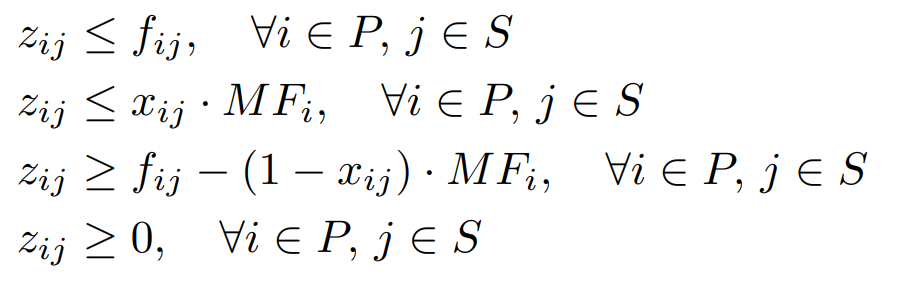 z_{ij} ≤ f_{ij}, ∀i ∈ P, j ∈ S
z_{ij} ≤ x_{ij} · MF_i, ∀i ∈ P, j ∈ S
z_{ij} ≥ f_{ij} − (1 − x_{ij}) · MF_i, ∀i ∈ P, j ∈ S
z_{ij} ≥ 0, ∀i ∈ P, j ∈ S